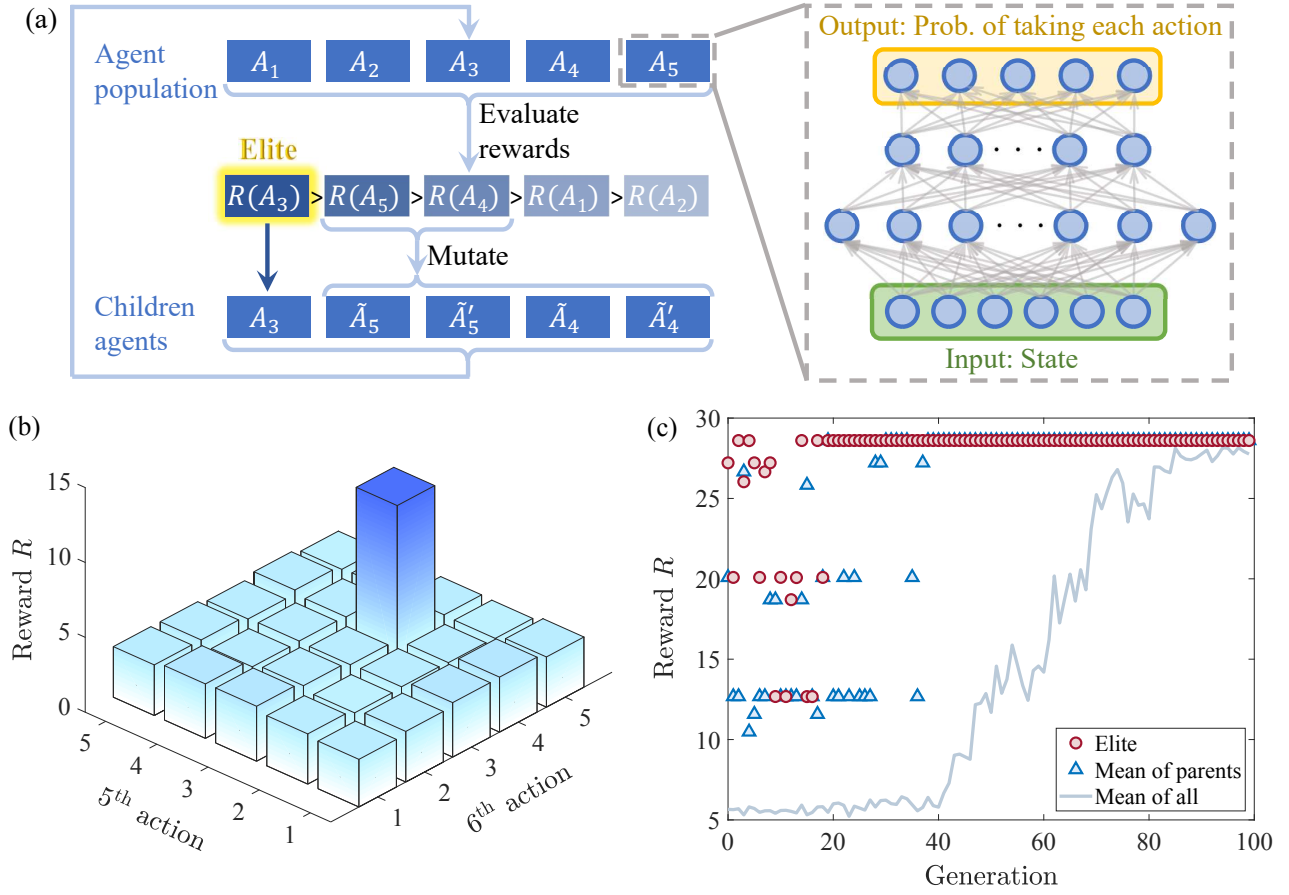 (a)
Agent
population
A₁ A₂ A₃ A₄ A₅
Evaluate
rewards
Elite
R(A₃) > R(A₅) > R(A₄) > R(A₁) > R(A₂)
Mutate
Children
agents
A₃ Ã₅ Ã′₅ Ã₄ Ã′₄
Output: Prob. of taking each action
· · ·
· · ·
Input: State
(b)
Reward R
15
10
5
0
5 4 3 2 1
5th action
1 2 3 4 5
6th action
(c)
Reward R
30
25
20
15
10
5
0 20 40 60 80 100
Generation
Elite
Mean of parents
Mean of all